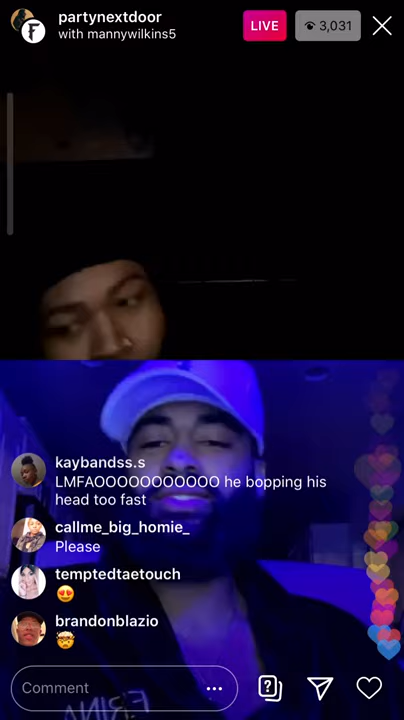 partynextdoor
with mannywilkins5
LIVE
3,031
kaybandss.s
LMFAOOOOOOOOOOO he bopping his
head too fast
callme_big_homie_
Please
temptedtaetouch
😍
brandonblazio
🤯
Comment